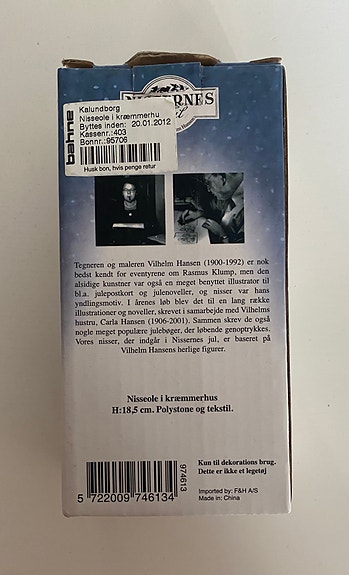 NISSERNES
bahne
Kalundborg
Nisseole i kræmmerhu
Byttes inden: 20.01.2012
Kassenr.:403
Bonnr.:95706
Husk bon, hvis penge retur
Vilhelm Hansen
Tegneren og maleren Vilhelm Hansen (1900-1992) er nok
bedst kendt for eventyrene om Rasmus Klump, men den
alsidige kunstner var også en meget benyttet illustrator til
bl.a. julepostkort og julenoveller, og nisser var hans
yndlingsmotiv. I årenes løb blev det til en lang række
illustrationer og noveller, skrevet i samarbejde med Vilhelms
hustru, Carla Hansen (1906-2001). Sammen skrev de også
nogle meget populære julebøger, der løbende genoptrykkes.
Vores nisser, der indgår i Nissernes jul, er baseret på
Vilhelm Hansens herlige figurer.
Nisseole i kræmmerhus
H:18,5 cm. Polystone og tekstil.
5 722009 746134
974613
Kun til dekorations brug.
Dette er ikke et legetøj
Imported by: F&H A/S
Made in: China